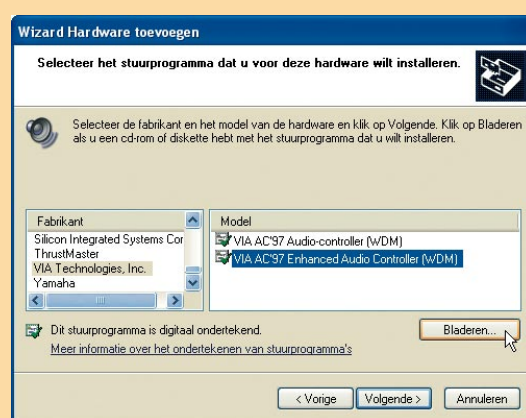 Wizard Hardware toevoegen
Selecteer het stuurprogramma dat u voor deze hardware wilt installeren.
Selecteer de fabrikant en het model van de hardware en klik op Volgende. Klik op Bladeren
als u een cd-rom of diskette hebt met het stuurprogramma dat u wilt installeren.
Fabrikant
Silicon Integrated Systems Cor
ThrustMaster
VIA Technologies, Inc.
Yamaha
Model
VIA AC'97 Audio-controller (WDM)
VIA AC'97 Enhanced Audio Controller (WDM)
Dit stuurprogramma is digitaal ondertekend.
Meer informatie over het ondertekenen van stuurprogramma's
Bladeren...
< Vorige
Volgende >
Annuleren